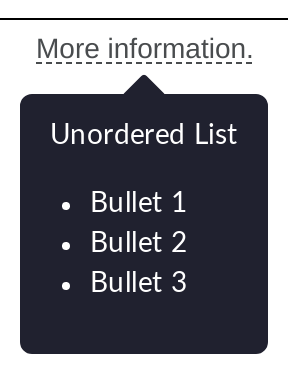 More information.
Unordered List
• Bullet 1
• Bullet 2
• Bullet 3